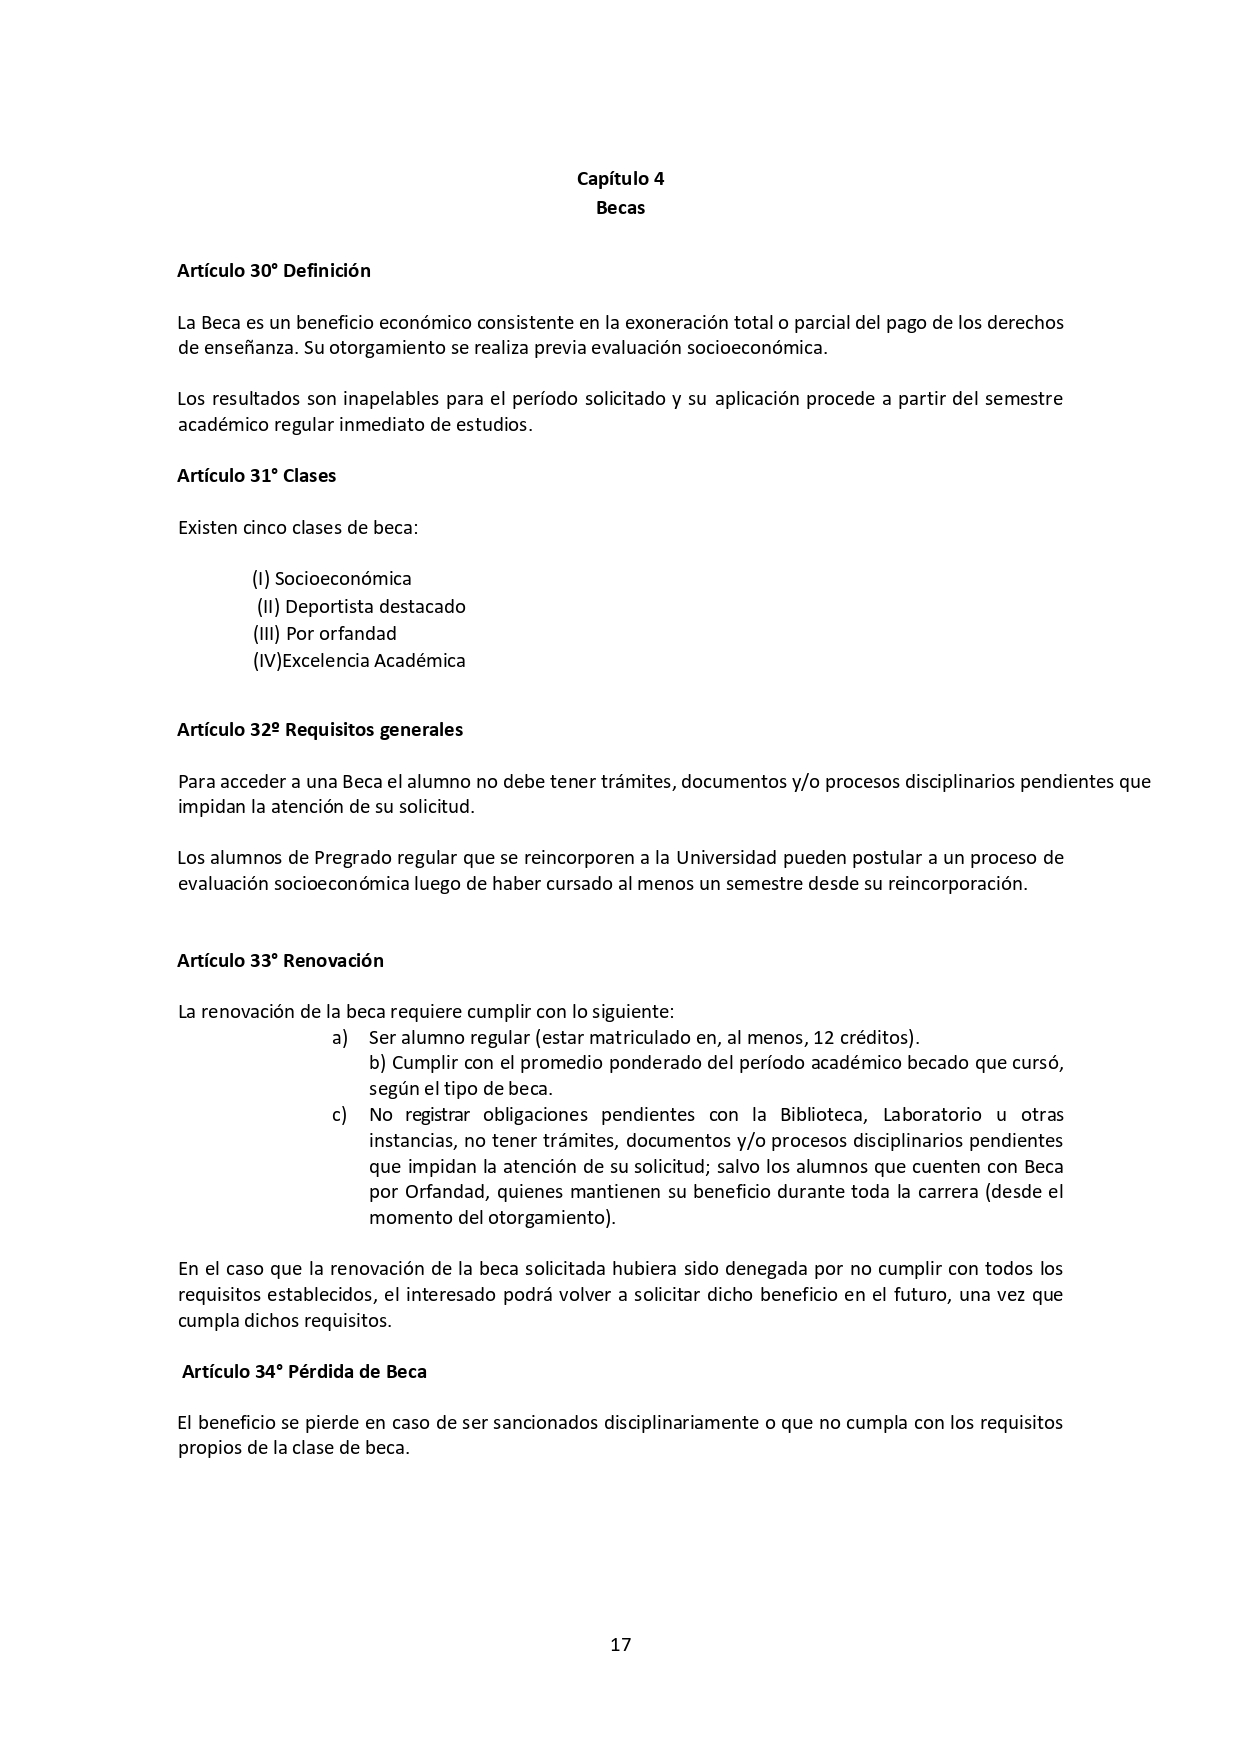 Capítulo 4
Becas
Artículo 30° Definición
La Beca es un beneficio económico consistente en la exoneración total o parcial del pago de los derechos
de enseñanza. Su otorgamiento se realiza previa evaluación socioeconómica.
Los resultados son inapelables para el período solicitado y su aplicación procede a partir del semestre
académico regular inmediato de estudios.
Artículo 31° Clases
Existen cinco clases de beca:
(I) Socioeconómica
(II) Deportista destacado
(III) Por orfandad
(IV)Excelencia Académica
Artículo 32º Requisitos generales
Para acceder a una Beca el alumno no debe tener trámites, documentos y/o procesos disciplinarios pendientes que
impidan la atención de su solicitud.
Los alumnos de Pregrado regular que se reincorporen a la Universidad pueden postular a un proceso de
evaluación socioeconómica luego de haber cursado al menos un semestre desde su reincorporación.
Artículo 33° Renovación
La renovación de la beca requiere cumplir con lo siguiente:
a) Ser alumno regular (estar matriculado en, al menos, 12 créditos).
b) Cumplir con el promedio ponderado del período académico becado que cursó,
según el tipo de beca.
c) No registrar obligaciones pendientes con la Biblioteca, Laboratorio u otras
instancias, no tener trámites, documentos y/o procesos disciplinarios pendientes
que impidan la atención de su solicitud; salvo los alumnos que cuenten con Beca
por Orfandad, quienes mantienen su beneficio durante toda la carrera (desde el
momento del otorgamiento).
En el caso que la renovación de la beca solicitada hubiera sido denegada por no cumplir con todos los
requisitos establecidos, el interesado podrá volver a solicitar dicho beneficio en el futuro, una vez que
cumpla dichos requisitos.
Artículo 34° Pérdida de Beca
El beneficio se pierde en caso de ser sancionados disciplinariamente o que no cumpla con los requisitos
propios de la clase de beca.
17